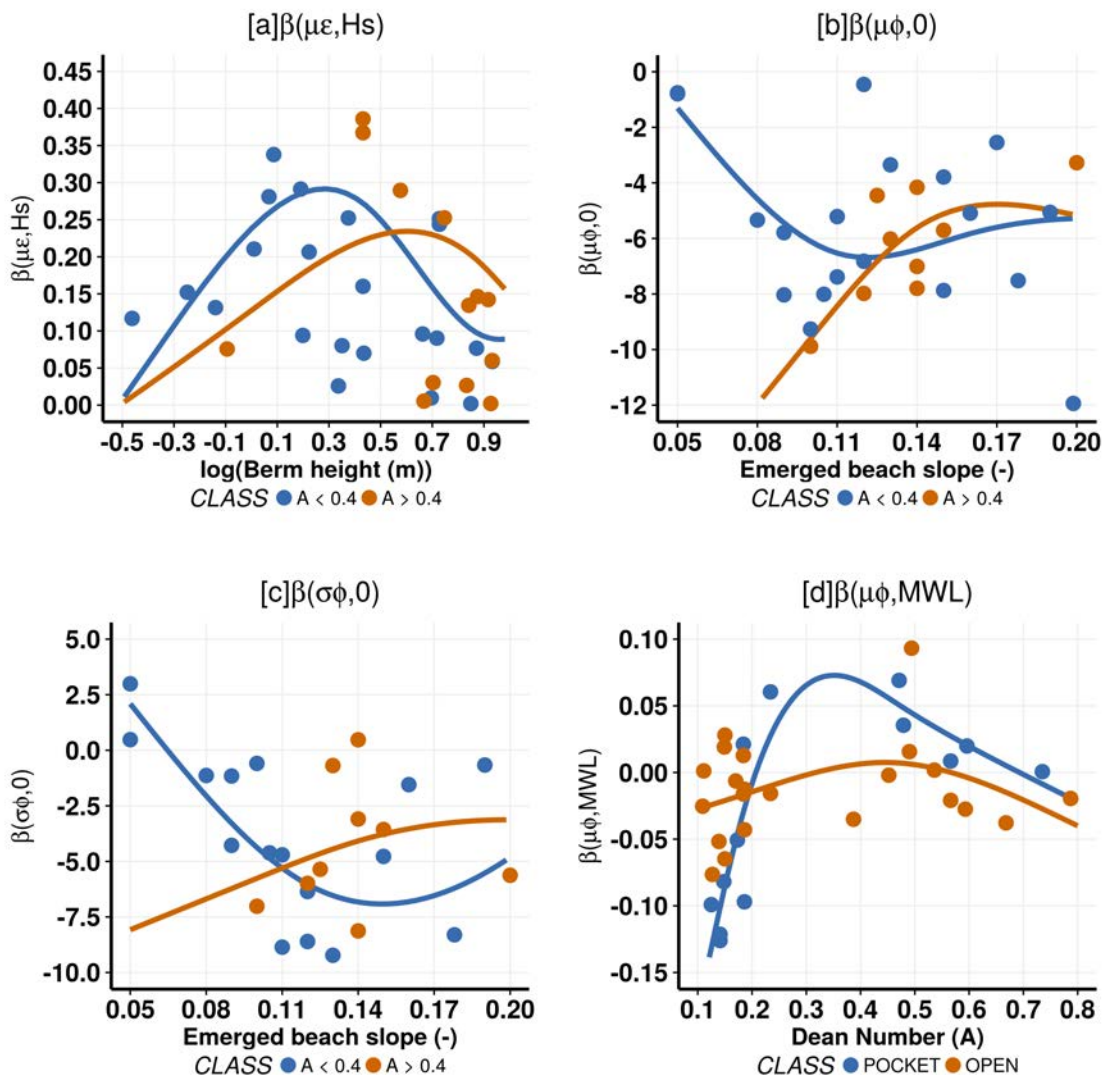 [a]β(με,Hs)
β(με,Hs)
0.45
0.40
0.35
0.30
0.25
0.20
0.15
0.10
0.05
0.00
-0.5 -0.3 -0.1 0.1 0.3 0.5 0.7 0.9
log(Berm height (m))
CLASS A < 0.4 A > 0.4
[b]β(μϕ,0)
β(μϕ,0)
0
-2
-4
-6
-8
-10
-12
0.05 0.08 0.09 0.11 0.12 0.14 0.17 0.20
Emerged beach slope (-)
CLASS A < 0.4 A > 0.4
[c]β(σϕ,0)
β(σϕ,0)
5.0
2.5
0.0
-2.5
-5.0
-7.5
-10.0
0.05 0.08 0.09 0.11 0.12 0.14 0.17 0.20
Emerged beach slope (-)
CLASS A < 0.4 A > 0.4
[d]β(μϕ,MWL)
β(μϕ,MWL)
0.10
0.05
0.00
-0.05
-0.10
-0.15
0.1 0.2 0.3 0.4 0.5 0.6 0.7 0.8
Dean Number (A)
CLASS POCKET OPEN